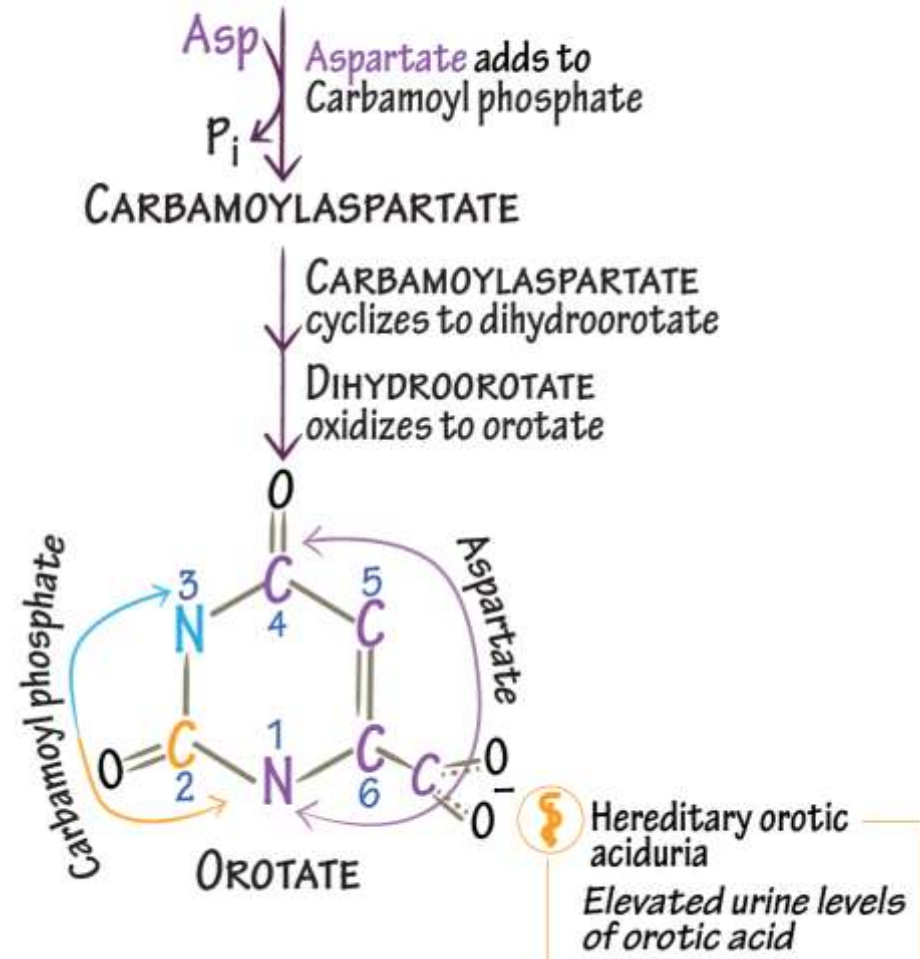 Asp
Aspartate adds to
Carbamoyl phosphate
Pi
CARBAMOYLASPARTATE
CARBAMOYLASPARTATE
cyclizes to dihydroorotate
DIHYDROOROTATE
oxidizes to orotate
O
Carbamoyl phosphate
Aspartate
3
N
C
4
5
C
O
C
2
1
N
C
6
C
O
O
-
OROTATE
Hereditary orotic
aciduria
Elevated urine levels
of orotic acid